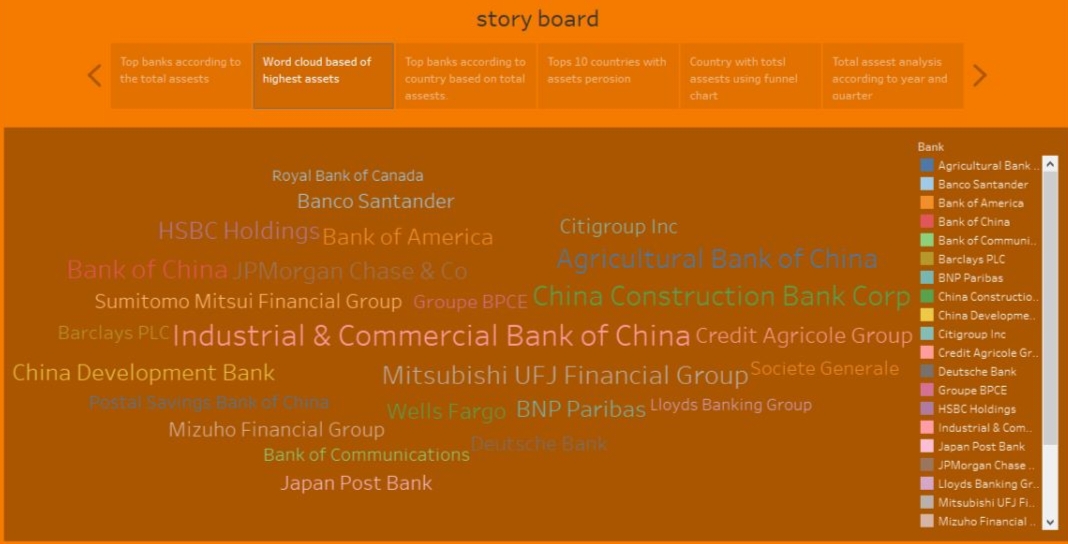 story board
Top banks according to
the total assests
Word cloud based of
highest assets
Top banks according to
country based on total
assests.
Tops 10 countries with
assets perosion
Country with totsl
assests using funnel
chart
Total assest analysis
according to year and
quarter
Royal Bank of Canada
Banco Santander
HSBC Holdings
Bank of America
Citigroup Inc
Bank of China
JPMorgan Chase & Co
Agricultural Bank of China
Sumitomo Mitsui Financial Group
Groupe BPCE
China Construction Bank Corp
Barclays PLC
Industrial & Commercial Bank of China
Credit Agricole Group
China Development Bank
Mitsubishi UFJ Financial Group
Societe Generale
Postal Savings Bank of China
Wells Fargo
BNP Paribas
Lloyds Banking Group
Mizuho Financial Group
Deutsche Bank
Bank of Communications
Japan Post Bank
Bank
Agricultural Bank ..
Banco Santander
Bank of America
Bank of China
Bank of Communi..
Barclays PLC
BNP Paribas
China Constructio..
China Developme..
Citigroup Inc
Credit Agricole Gr..
Deutsche Bank
Groupe BPCE
HSBC Holdings
Industrial & Com..
Japan Post Bank
JPMorgan Chase ..
Lloyds Banking Gr..
Mitsubishi UFJ Fi..
Mizuho Financial ..